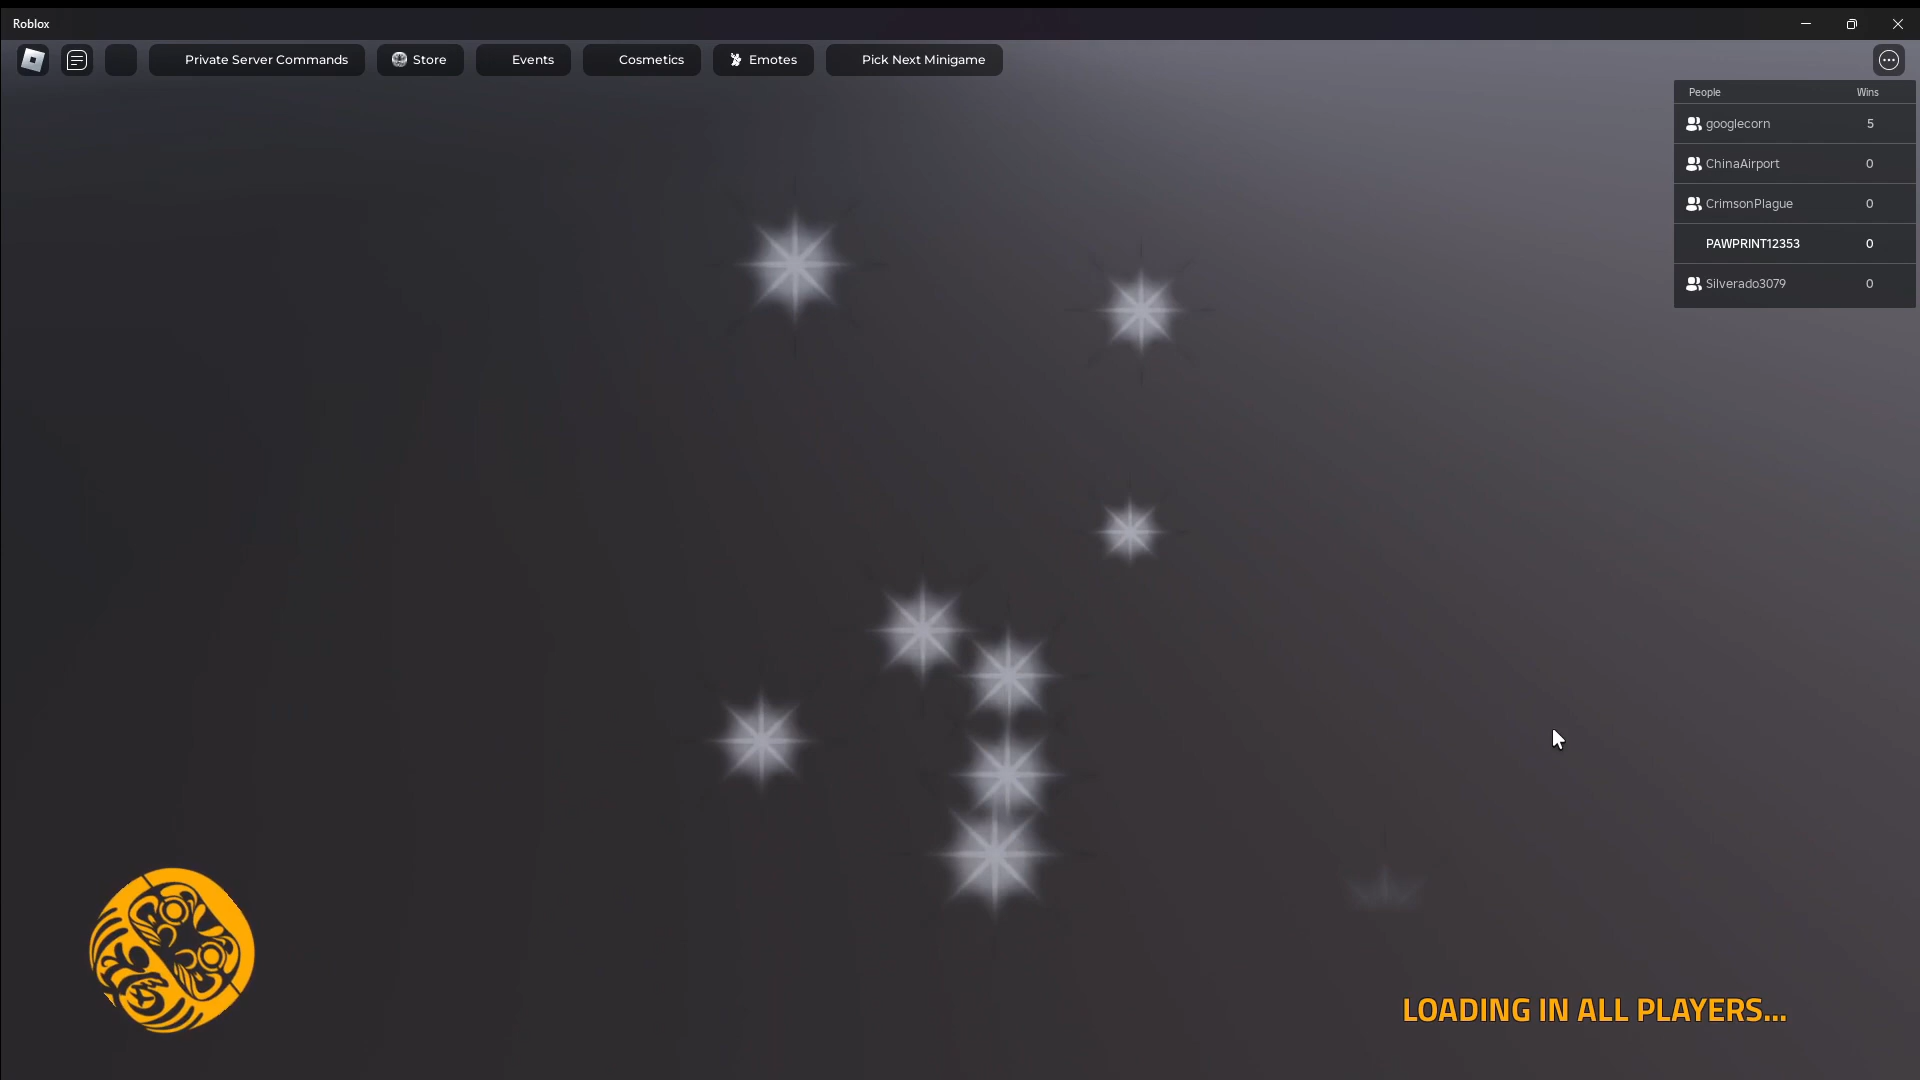 Roblox
Private Server Commands
Store
Events
Cosmetics
Emotes
Pick Next Minigame
People Wins
googlecorn 5
ChinaAirport 0
CrimsonPlague 0
PAWPRINT12353 0
Silverado3079 0
LOADING IN ALL PLAYERS...